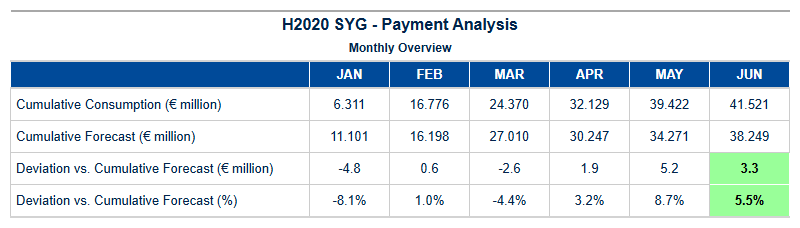 H2020 SYG - Payment Analysis
Monthly Overview
JAN FEB MAR APR MAY JUN
Cumulative Consumption (€ million) 6.311 16.776 24.370 32.129 39.422 41.521
Cumulative Forecast (€ million) 11.101 16.198 27.010 30.247 34.271 38.249
Deviation vs. Cumulative Forecast (€ million) -4.8 0.6 -2.6 1.9 5.2 3.3
Deviation vs. Cumulative Forecast (%) -8.1% 1.0% -4.4% 3.2% 8.7% 5.5%